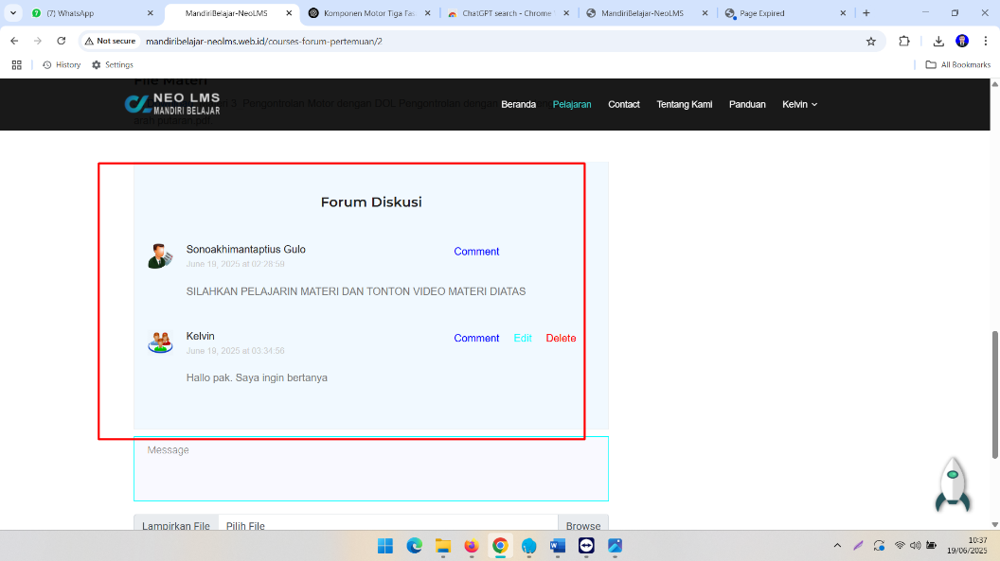 (7) WhatsApp
MandiriBelajar-NeoLMS
Komponen Motor Tiga Fas
ChatGPT search - Chrome
MandiriBelajar-NeoLMS
Page Expired
Not secure
mandiribelajar-neolms.web.id/courses-forum-pertemuan/2
History
Settings
All Bookmarks
File Materi
NEO LMS
MANDIRI BELAJAR
3. Pengontrolan Motor dengan DOL Pengontrolan dengan
arah putaran
Beranda
Pelajaran
Contact
Tentang Kami
Panduan
Kelvin
Forum Diskusi
Sonoakhimantaptius Gulo
Comment
June 19, 2025 at 02:28:59
SILAHKAN PELAJARIN MATERI DAN TONTON VIDEO MATERI DIATAS
Kelvin
Comment Edit Delete
June 19, 2025 at 03:34:56
Hallo pak. Saya ingin bertanya
Message
Lampirkan File
Pilih File
Browse
10:37
19/06/2025